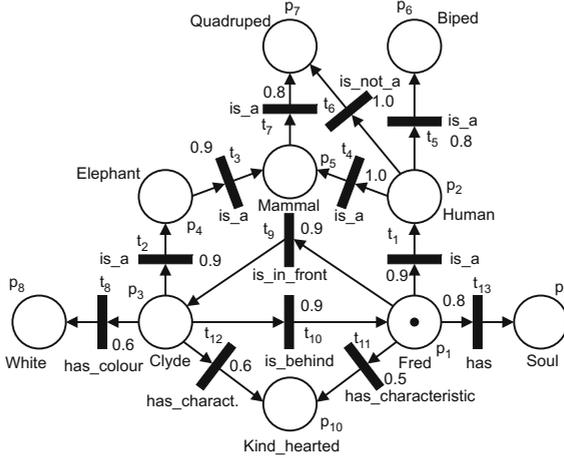 p7
p6
Quadruped
Biped
is_not_a
0.8
t6
1.0
is_a
t7
is_a
t5
0.8
0.9
t3
t4
Elephant
p5
1.0
p2
Mammal
is_a
is_a
Human
p4
t9
0.9
t2
t1
is_a
0.9
is_in_front
is_a
0.9
p8
t8
p3
0.9
0.8
t13
p
0.6
t12
t10
t11
p1
White
has_colour
Clyde
0.6
is_behind
Fred
has
Soul
0.5
has_charact.
has_characteristic
p10
Kind_hearted